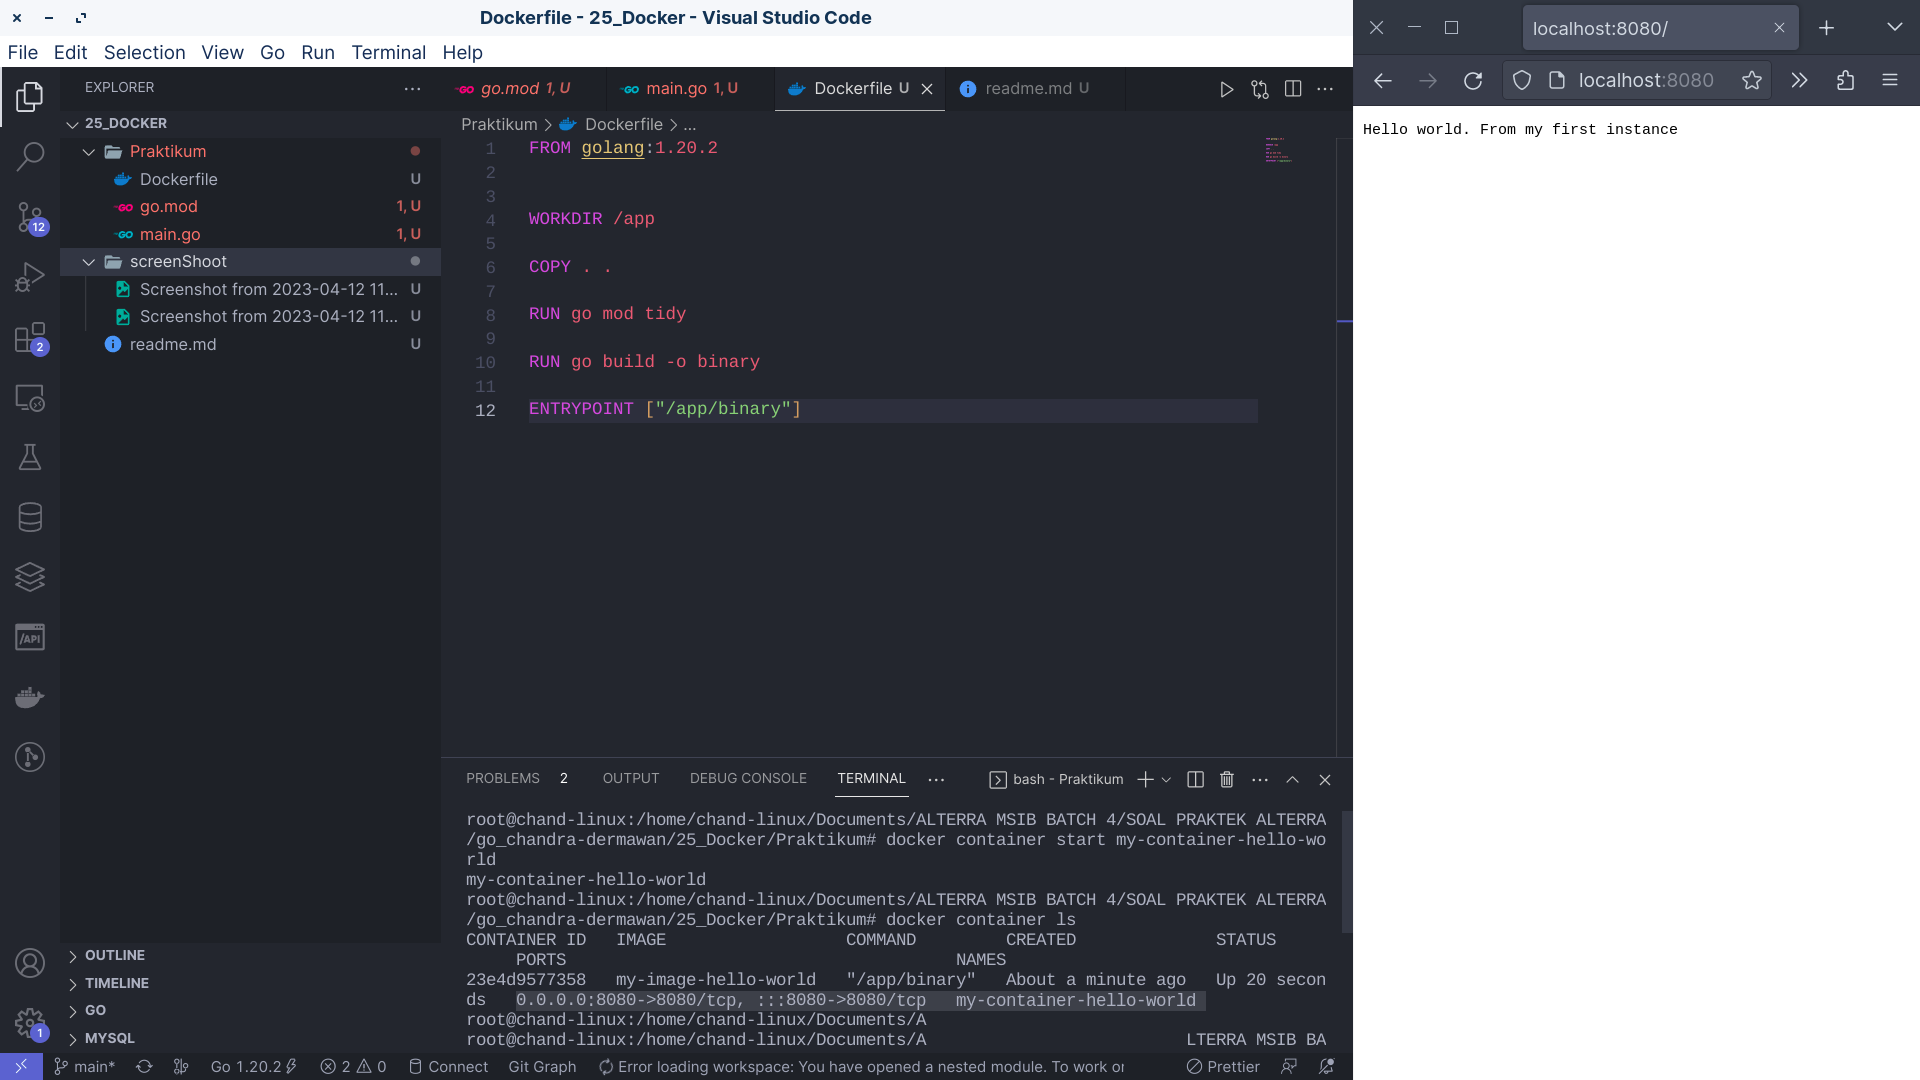 Dockerfile - 25_Docker - Visual Studio Code
File Edit Selection View Go Run Terminal Help
EXPLORER
25_DOCKER
Praktikum
Dockerfile U
go.mod 1, U
main.go 1, U
screenShoot
Screenshot from 2023-04-12 11... U
Screenshot from 2023-04-12 11... U
readme.md U
OUTLINE
TIMELINE
GO
MYSQL
12
2
/API
1
GO go.mod 1, U GO main.go 1, U Dockerfile U readme.md U
Praktikum > Dockerfile > ...
1 FROM golang:1.20.2
2
3
4 WORKDIR /app
5
6 COPY . .
7
8 RUN go mod tidy
9
10 RUN go build -o binary
11
12 ENTRYPOINT ["/app/binary"]
PROBLEMS 2 OUTPUT DEBUG CONSOLE TERMINAL ... bash - Praktikum
root@chand-linux:/home/chand-linux/Documents/ALTERRA MSIB BATCH 4/SOAL PRAKTEK ALTERRA
/go_chandra-dermawan/25_Docker/Praktikum# docker container start my-container-hello-wo
rld
my-container-hello-world
root@chand-linux:/home/chand-linux/Documents/ALTERRA MSIB BATCH 4/SOAL PRAKTEK ALTERRA
/go_chandra-dermawan/25_Docker/Praktikum# docker container ls
CONTAINER ID IMAGE COMMAND CREATED STATUS
PORTS NAMES
23e4d9577358 my-image-hello-world "/app/binary" About a minute ago Up 20 secon
ds 0.0.0.0:8080->8080/tcp, :::8080->8080/tcp my-container-hello-world
root@chand-linux:/home/chand-linux/Documents/A
root@chand-linux:/home/chand-linux/Documents/A LTERRA MSIB BA
main* Go 1.20.2 2 0 Connect Git Graph Error loading workspace: You have opened a nested module. To work or Prettier
localhost:8080/
localhost:8080
Hello world. From my first instance